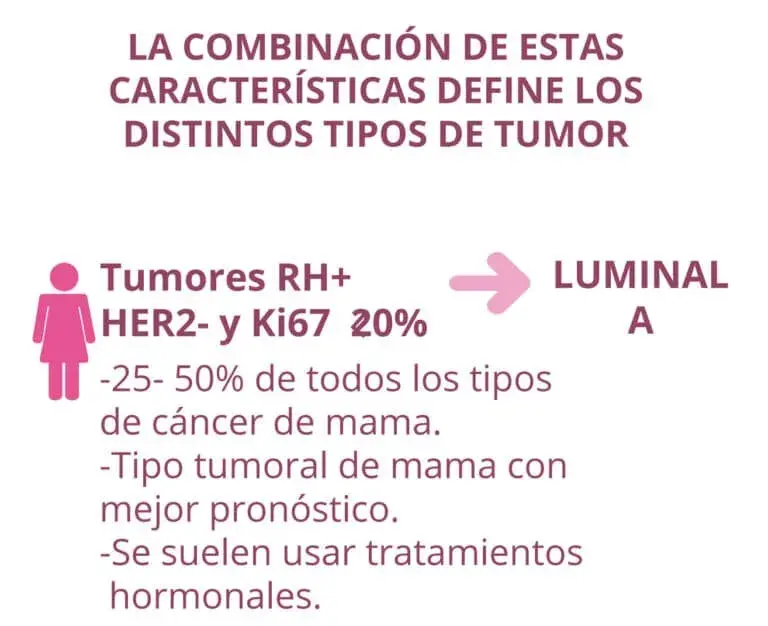 LA COMBINACIÓN DE ESTAS
CARACTERÍSTICAS DEFINE LOS
DISTINTOS TIPOS DE TUMOR
Tumores RH+
HER2- y Ki67 20%
LUMINAL
A
-25- 50% de todos los tipos
de cáncer de mama.
-Tipo tumoral de mama con
mejor pronóstico.
-Se suelen usar tratamientos
hormonales.